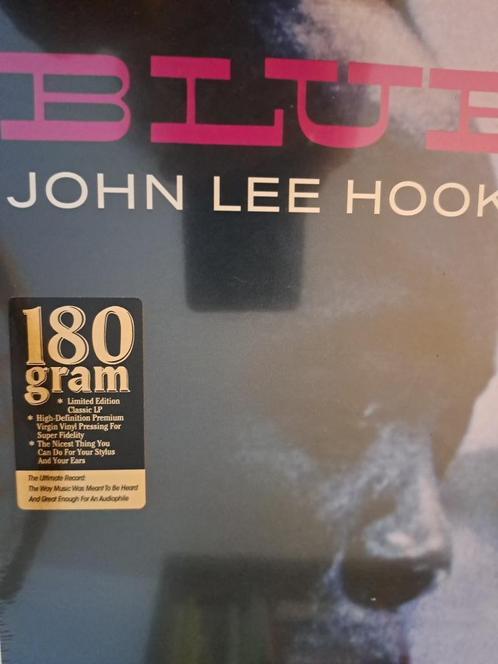 BLUE
JOHN LEE HOOK
180
gram
* Limited Edition
Classic LP
* High-Definition Premium
Virgin Vinyl Pressing For
Super Fidelity
* The Nicest Thing You
Can Do For Your Stylus
And Your Ears
The Ultimate Record:
The Way Music Was Meant To Be Heard
And Great Enough For An Audiophile